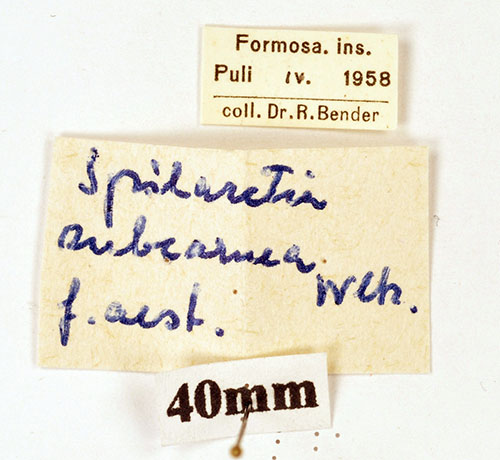 Formosa. ins.
Puli IV. 1958
coll. Dr. R. Bender
Spilarctia
subcarnea
Wlk.
f. aest.
40mm